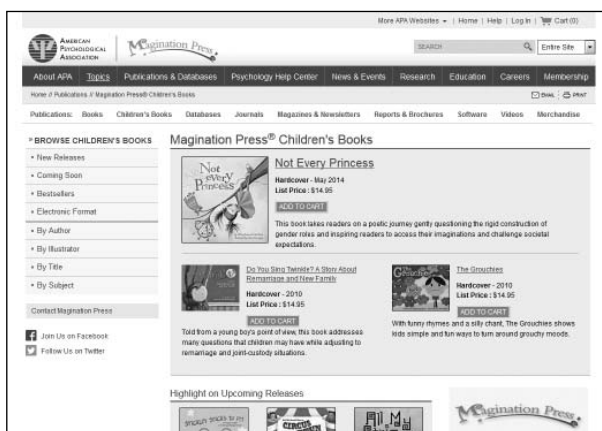 More APA Websites | Home | Help | Log In | Cart (0)
AMERICAN
PSYCHOLOGICAL
ASSOCIATION
Magination Press®
SEARCH
Entire Site
About APA Topics Publications & Databases Psychology Help Center News & Events Research Education Careers Membership
Home // Publications // Magination Press® Children's Books
EMAIL PRINT
Publications: Books Children's Books Databases Journals Magazines & Newsletters Reports & Brochures Software Videos Merchandise
» BROWSE CHILDREN'S BOOKS
• New Releases
• Coming Soon
• Bestsellers
• Electronic Format
• By Author
• By Illustrator
• By Title
• By Subject
Contact Magination Press
Join Us on Facebook
Follow Us on Twitter
Magination Press® Children's Books
Not
every
Princess
Not Every Princess
Hardcover - May 2014
List Price : $14.95
ADD TO CART
This book takes readers on a poetic journey gently questioning the rigid construction of
gender roles and inspiring readers to access their imaginations and challenge societal
expectations.
Do You Sing Twinkle? A Story About
Remarriage and New Family
Hardcover - 2010
List Price : $14.95
ADD TO CART
Told from a young boy's point of view, this book addresses
many questions that children may have while adjusting to
remarriage and joint-custody situations.
Grouchies
The Grouchies
Hardcover - 2010
List Price : $14.95
ADD TO CART
With funny rhymes and a silly chant, The Grouchies shows
kids simple and fun ways to turn around grouchy moods.
Highlight on Upcoming Releases
CIRCUS
All My
Magination Press®